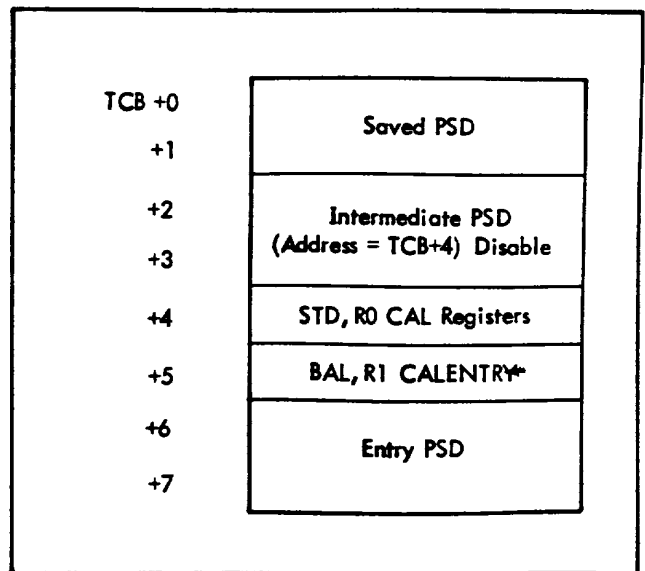 TCB +0
+1
Saved PSD
+2
+3
Intermediate PSD
(Address = TCB+4) Disable
+4
STD, R0 CAL Registers
+5
BAL, R1 CALENTRY
+6
+7
Entry PSD